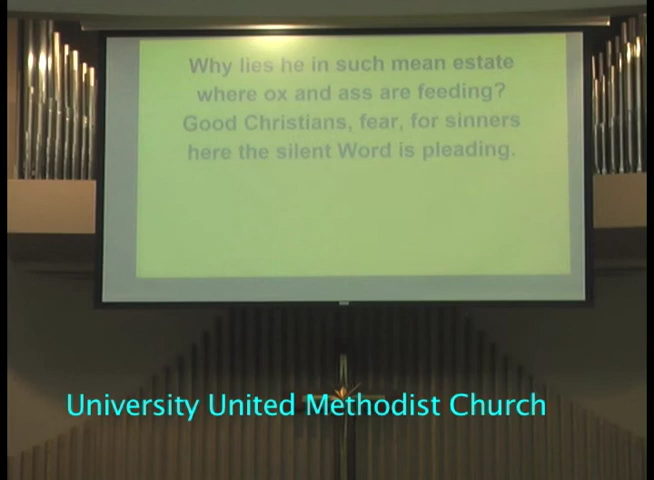 Why lies he in such mean estate
where ox and ass are feeding?
Good Christians, fear, for sinners
here the silent Word is pleading.
University United Methodist Church